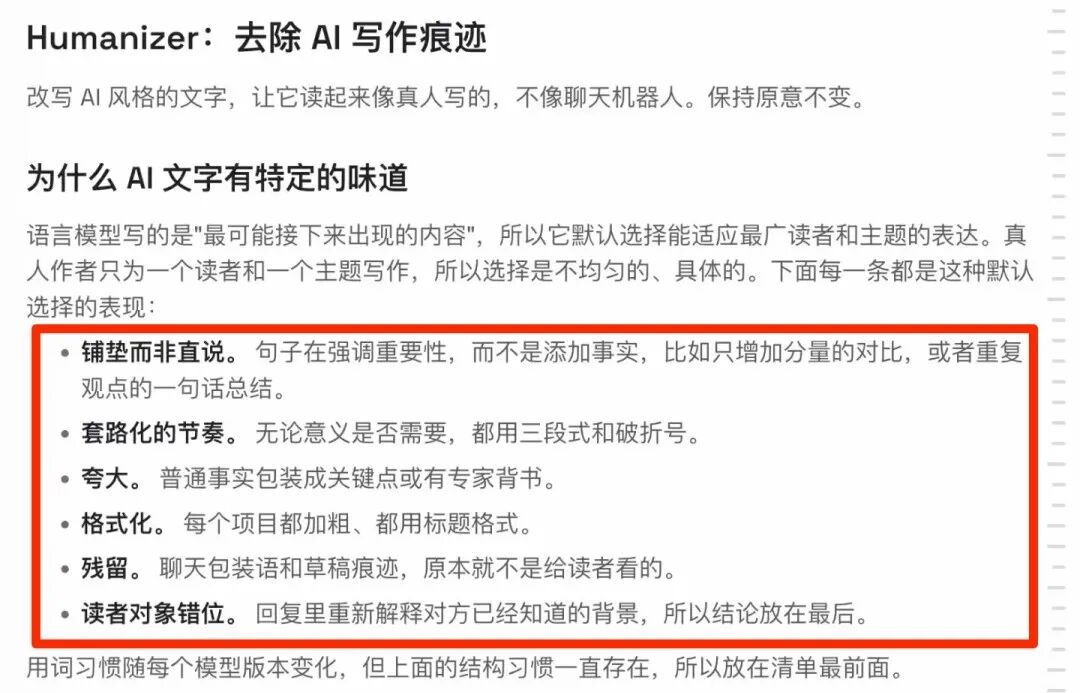 Humanizer：去除 AI 写作痕迹
改写 AI 风格的文字，让它读起来像真人写的，不像聊天机器人。保持原意不变。
为什么 AI 文字有特定的味道
语言模型写的是"最可能接下来出现的内容"，所以它默认选择能适应最广读者和主题的表达。真
人作者只为一个读者和一个主题写作，所以选择是不均匀的、具体的。下面每一条都是这种默认
选择的表现：
• 铺垫而非直说。 句子在强调重要性，而不是添加事实，比如只增加分量的对比，或者重复
观点的一句话总结。
• 套路化的节奏。 无论意义是否需要，都用三段式和破折号。
• 夸大。 普通事实包装成关键点或有专家背书。
• 格式化。 每个项目都加粗、都用标题格式。
• 残留。 聊天包装语和草稿痕迹，原本就不是给读者看的。
• 读者对象错位。 回复里重新解释对方已经知道的背景，所以结论放在最后。
用词习惯随每个模型版本变化，但上面的结构习惯一直存在，所以放在清单最前面。